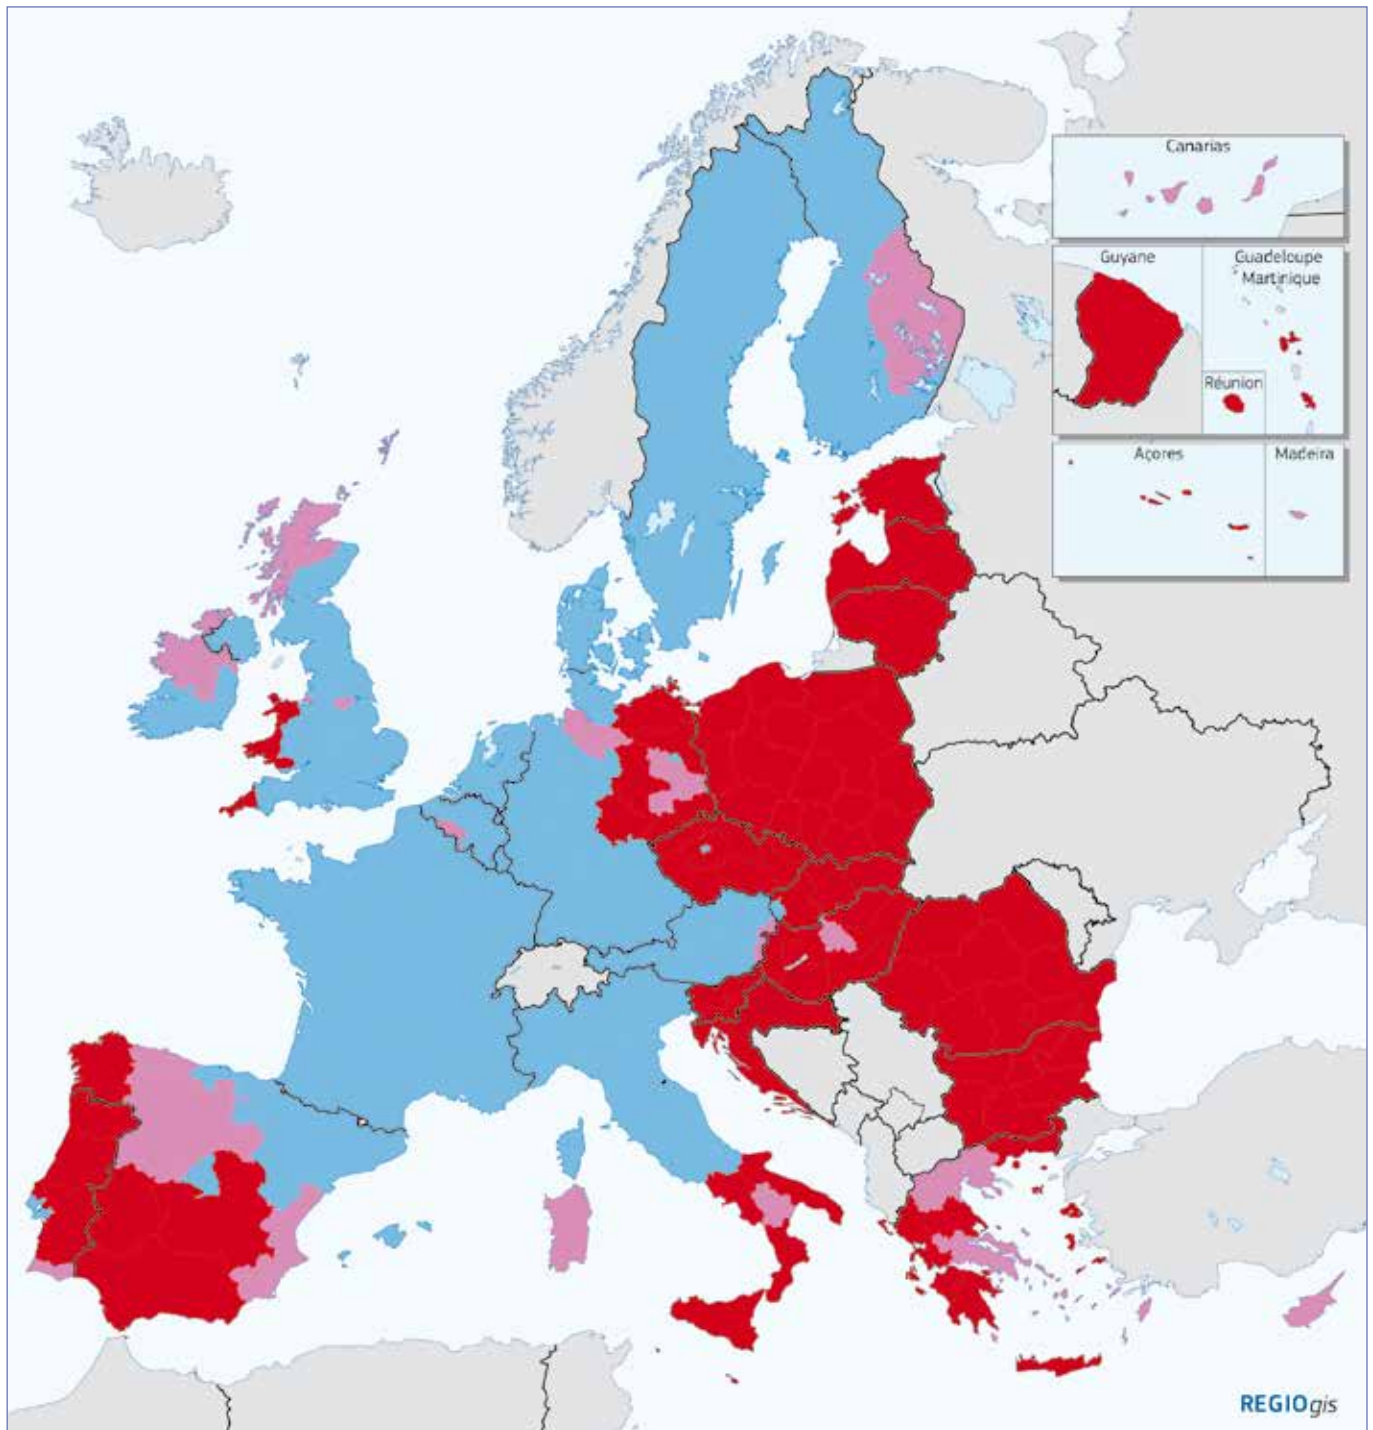 Canarias
Guyane
Guadeloupe
Martinique
Réunion
Açores
Madeira
REGIOgis